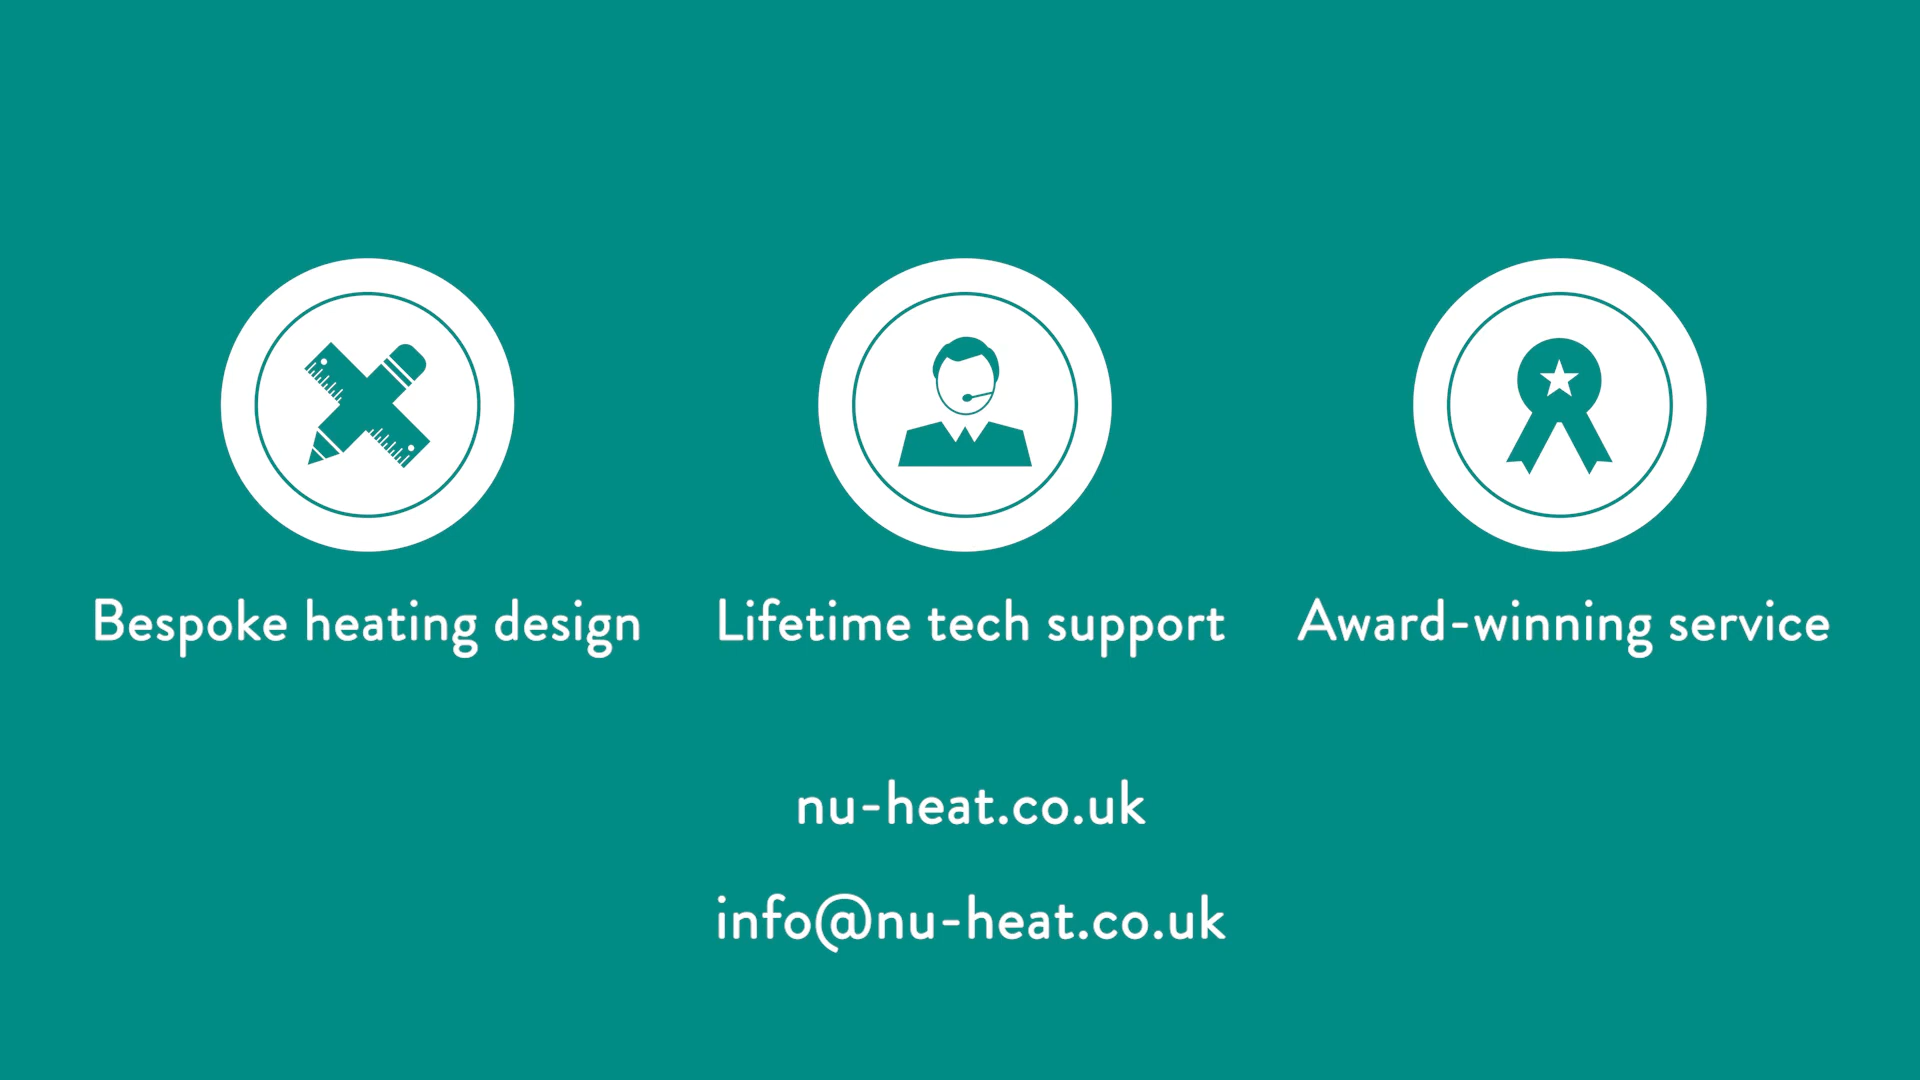 Bespoke heating design
Lifetime tech support
Award-winning service
nu-heat.co.uk
info@nu-heat.co.uk